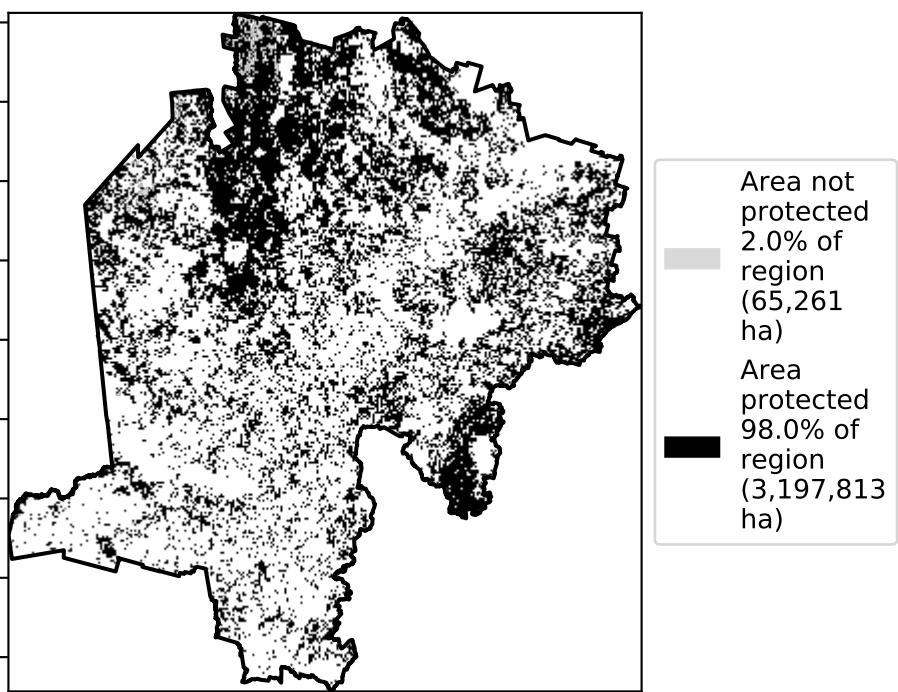 Area not
protected
2.0% of
region
(65,261
ha)
Area
protected
98.0% of
region
(3,197,813
ha)